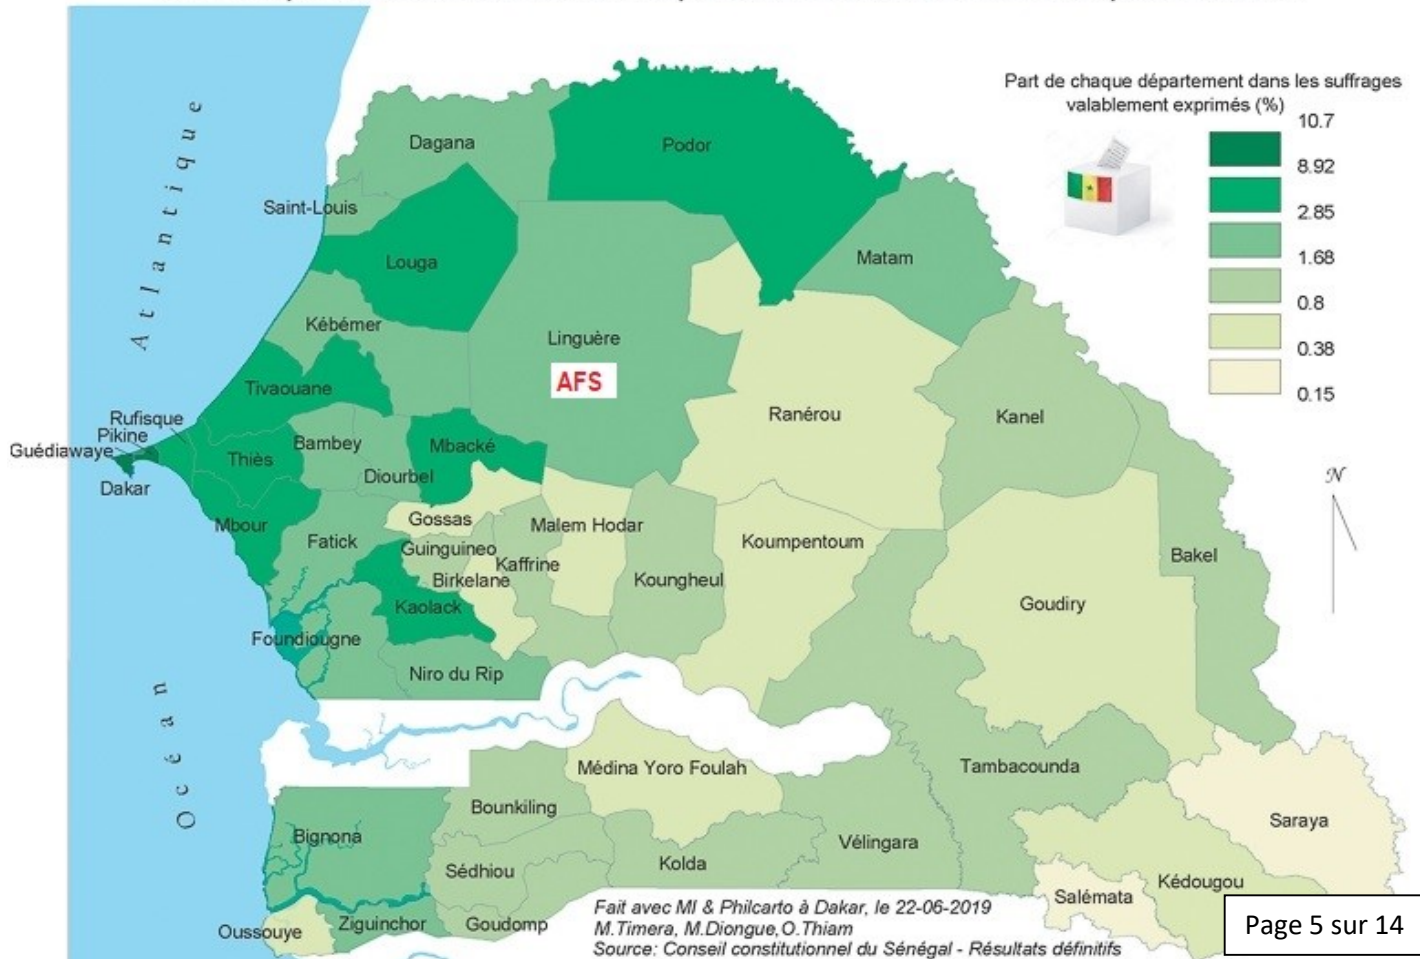 Part de chaque département dans les suffrages
valablement exprimés (%)
10.7
8.92
2.85
1.68
0.8
0.38
0.15
Atlantique
Océan
N
Dagana
Podor
Saint-Louis
Louga
Matam
Kébémer
Linguère
AFS
Tivaouane
Ranérou
Kanel
Rufisque
Pikine
Guédiawaye
Dakar
Thiès
Bambey
Mbacké
Diourbel
Mbour
Gossas
Malem Hodar
Fatick
Guinguineo
Kaffrine
Birkelane
Koumpentoum
Koungheul
Bakel
Kaolack
Goudiry
Foundiougne
Niro du Rip
Médina Yoro Foulah
Tambacounda
Bounkiling
Bignona
Vélingara
Saraya
Sédhiou
Kolda
Kédougou
Salémata
Oussouye
Ziguinchor
Goudomp
Fait avec MI & Philcarto à Dakar, le 22-06-2019
M.Timera, M.Diongue,O.Thiam
Source: Conseil constitutionnel du Sénégal - Résultats définitifs
Page 5 sur 14